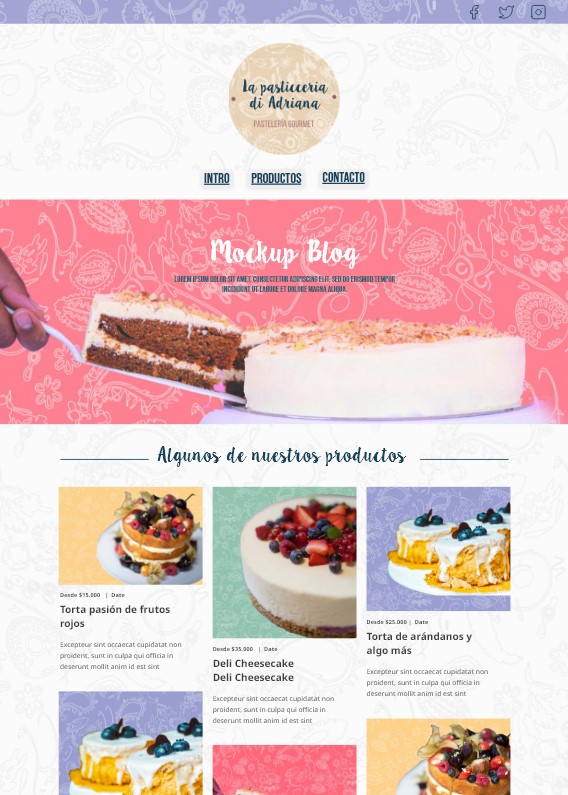 La pasticceria
di Adriana
PASTELERÍA GOURMET
INTRO
PRODUCTOS
CONTACTO
Mockup Blog
LOREM IPSUM DOLOR SIT AMET, CONSECTETUR ADIPISCING ELIT, SED DO EIUSMOD TEMPOR
INCIDIDUNT UT LABORE ET DOLORE MAGNA ALIQUA.
Algunos de nuestros productos
Desde $15.000 | Date
Torta pasión de frutos
rojos
Excepteur sint occaecat cupidatat non
proident, sunt in culpa qui officia in
deserunt mollit anim id est sint
Desde $35.000 | Date
Deli Cheesecake
Deli Cheesecake
Excepteur sint occaecat cupidatat non
proident, sunt in culpa qui officia in
deserunt mollit anim id est sint
Desde $25.000 | Date
Torta de arándanos y
algo más
Excepteur sint occaecat cupidatat non
proident, sunt in culpa qui officia in
deserunt mollit anim id est sint